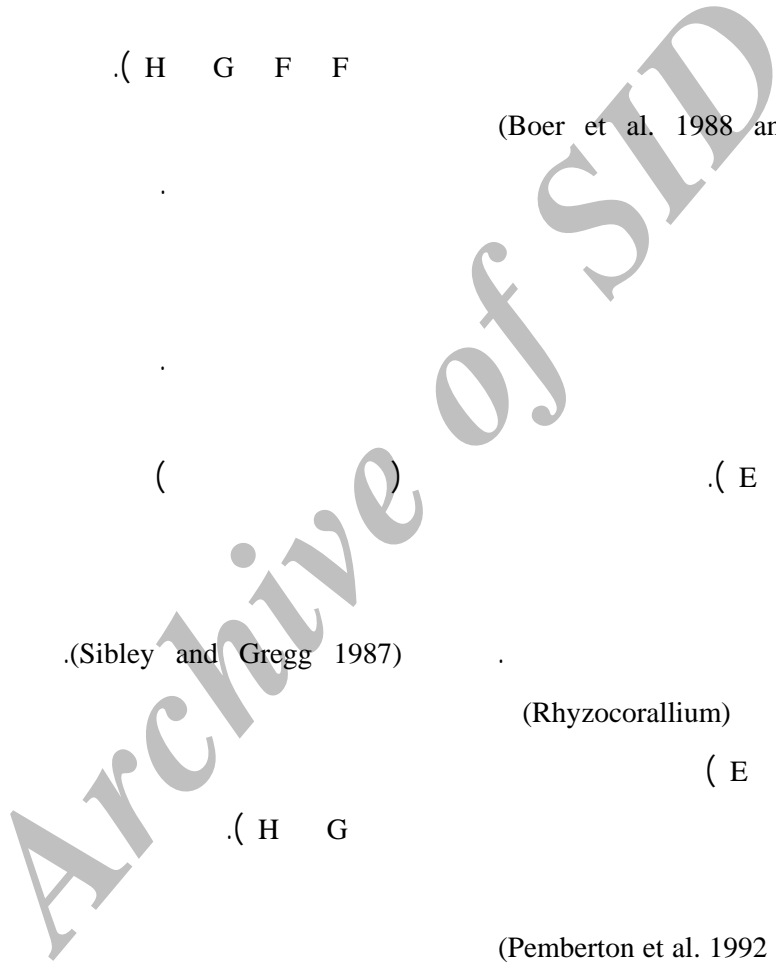 .( H G F F
(Boer et al. 1988 an
.
.
( ) .( E
.(Sibley and Gregg 1987) .
(Rhyzocorallium)
( E
.( H G
(Pemberton et al. 1992
Archive of SID